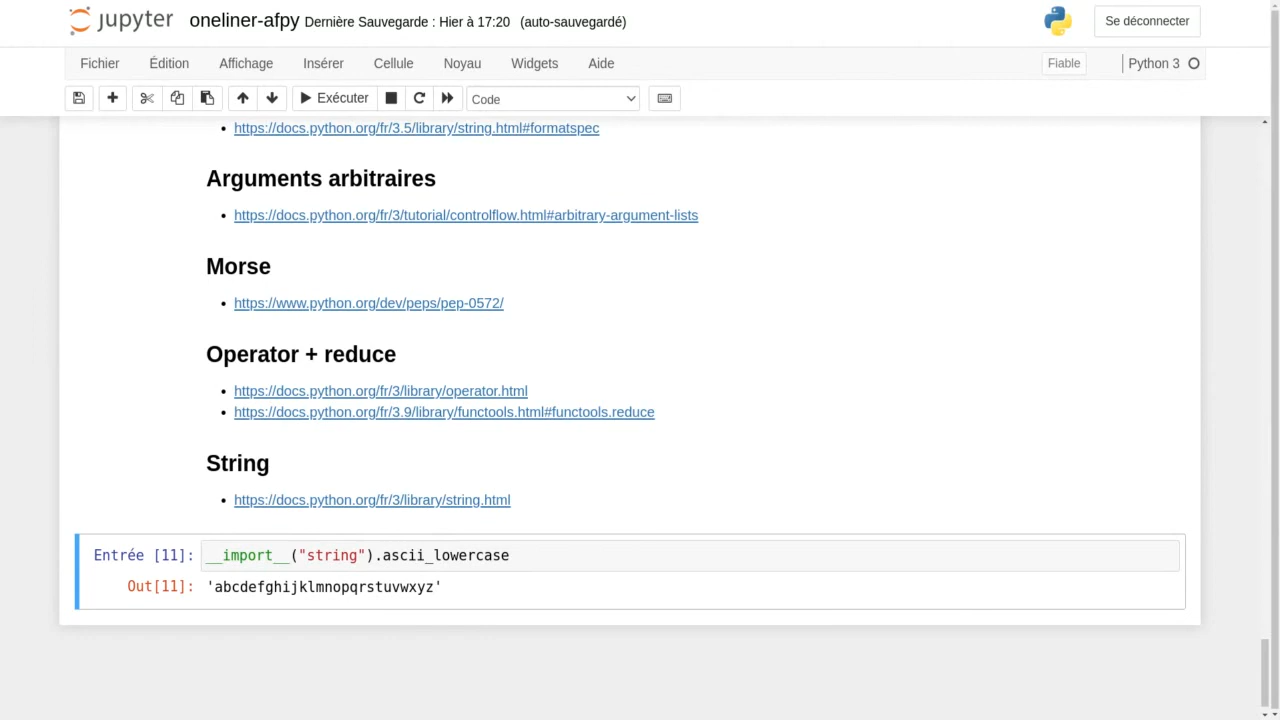 jupyter oneliner-afpy Dernière Sauvegarde : Hier à 17:20 (auto-sauvegardé) Se déconnecter
Fichier Édition Affichage Insérer Cellule Noyau Widgets Aide Fiable Python 3
Exécuter Code
https://docs.python.org/fr/3.5/library/string.html#formatspec
Arguments arbitraires
https://docs.python.org/fr/3/tutorial/controlflow.html#arbitrary-argument-lists
Morse
https://www.python.org/dev/peps/pep-0572/
Operator + reduce
https://docs.python.org/fr/3/library/operator.html
https://docs.python.org/fr/3.9/library/functools.html#functools.reduce
String
https://docs.python.org/fr/3/library/string.html
Entrée [11]: __import__("string").ascii_lowercase
Out[11]: 'abcdefghijklmnopqrstuvwxyz'